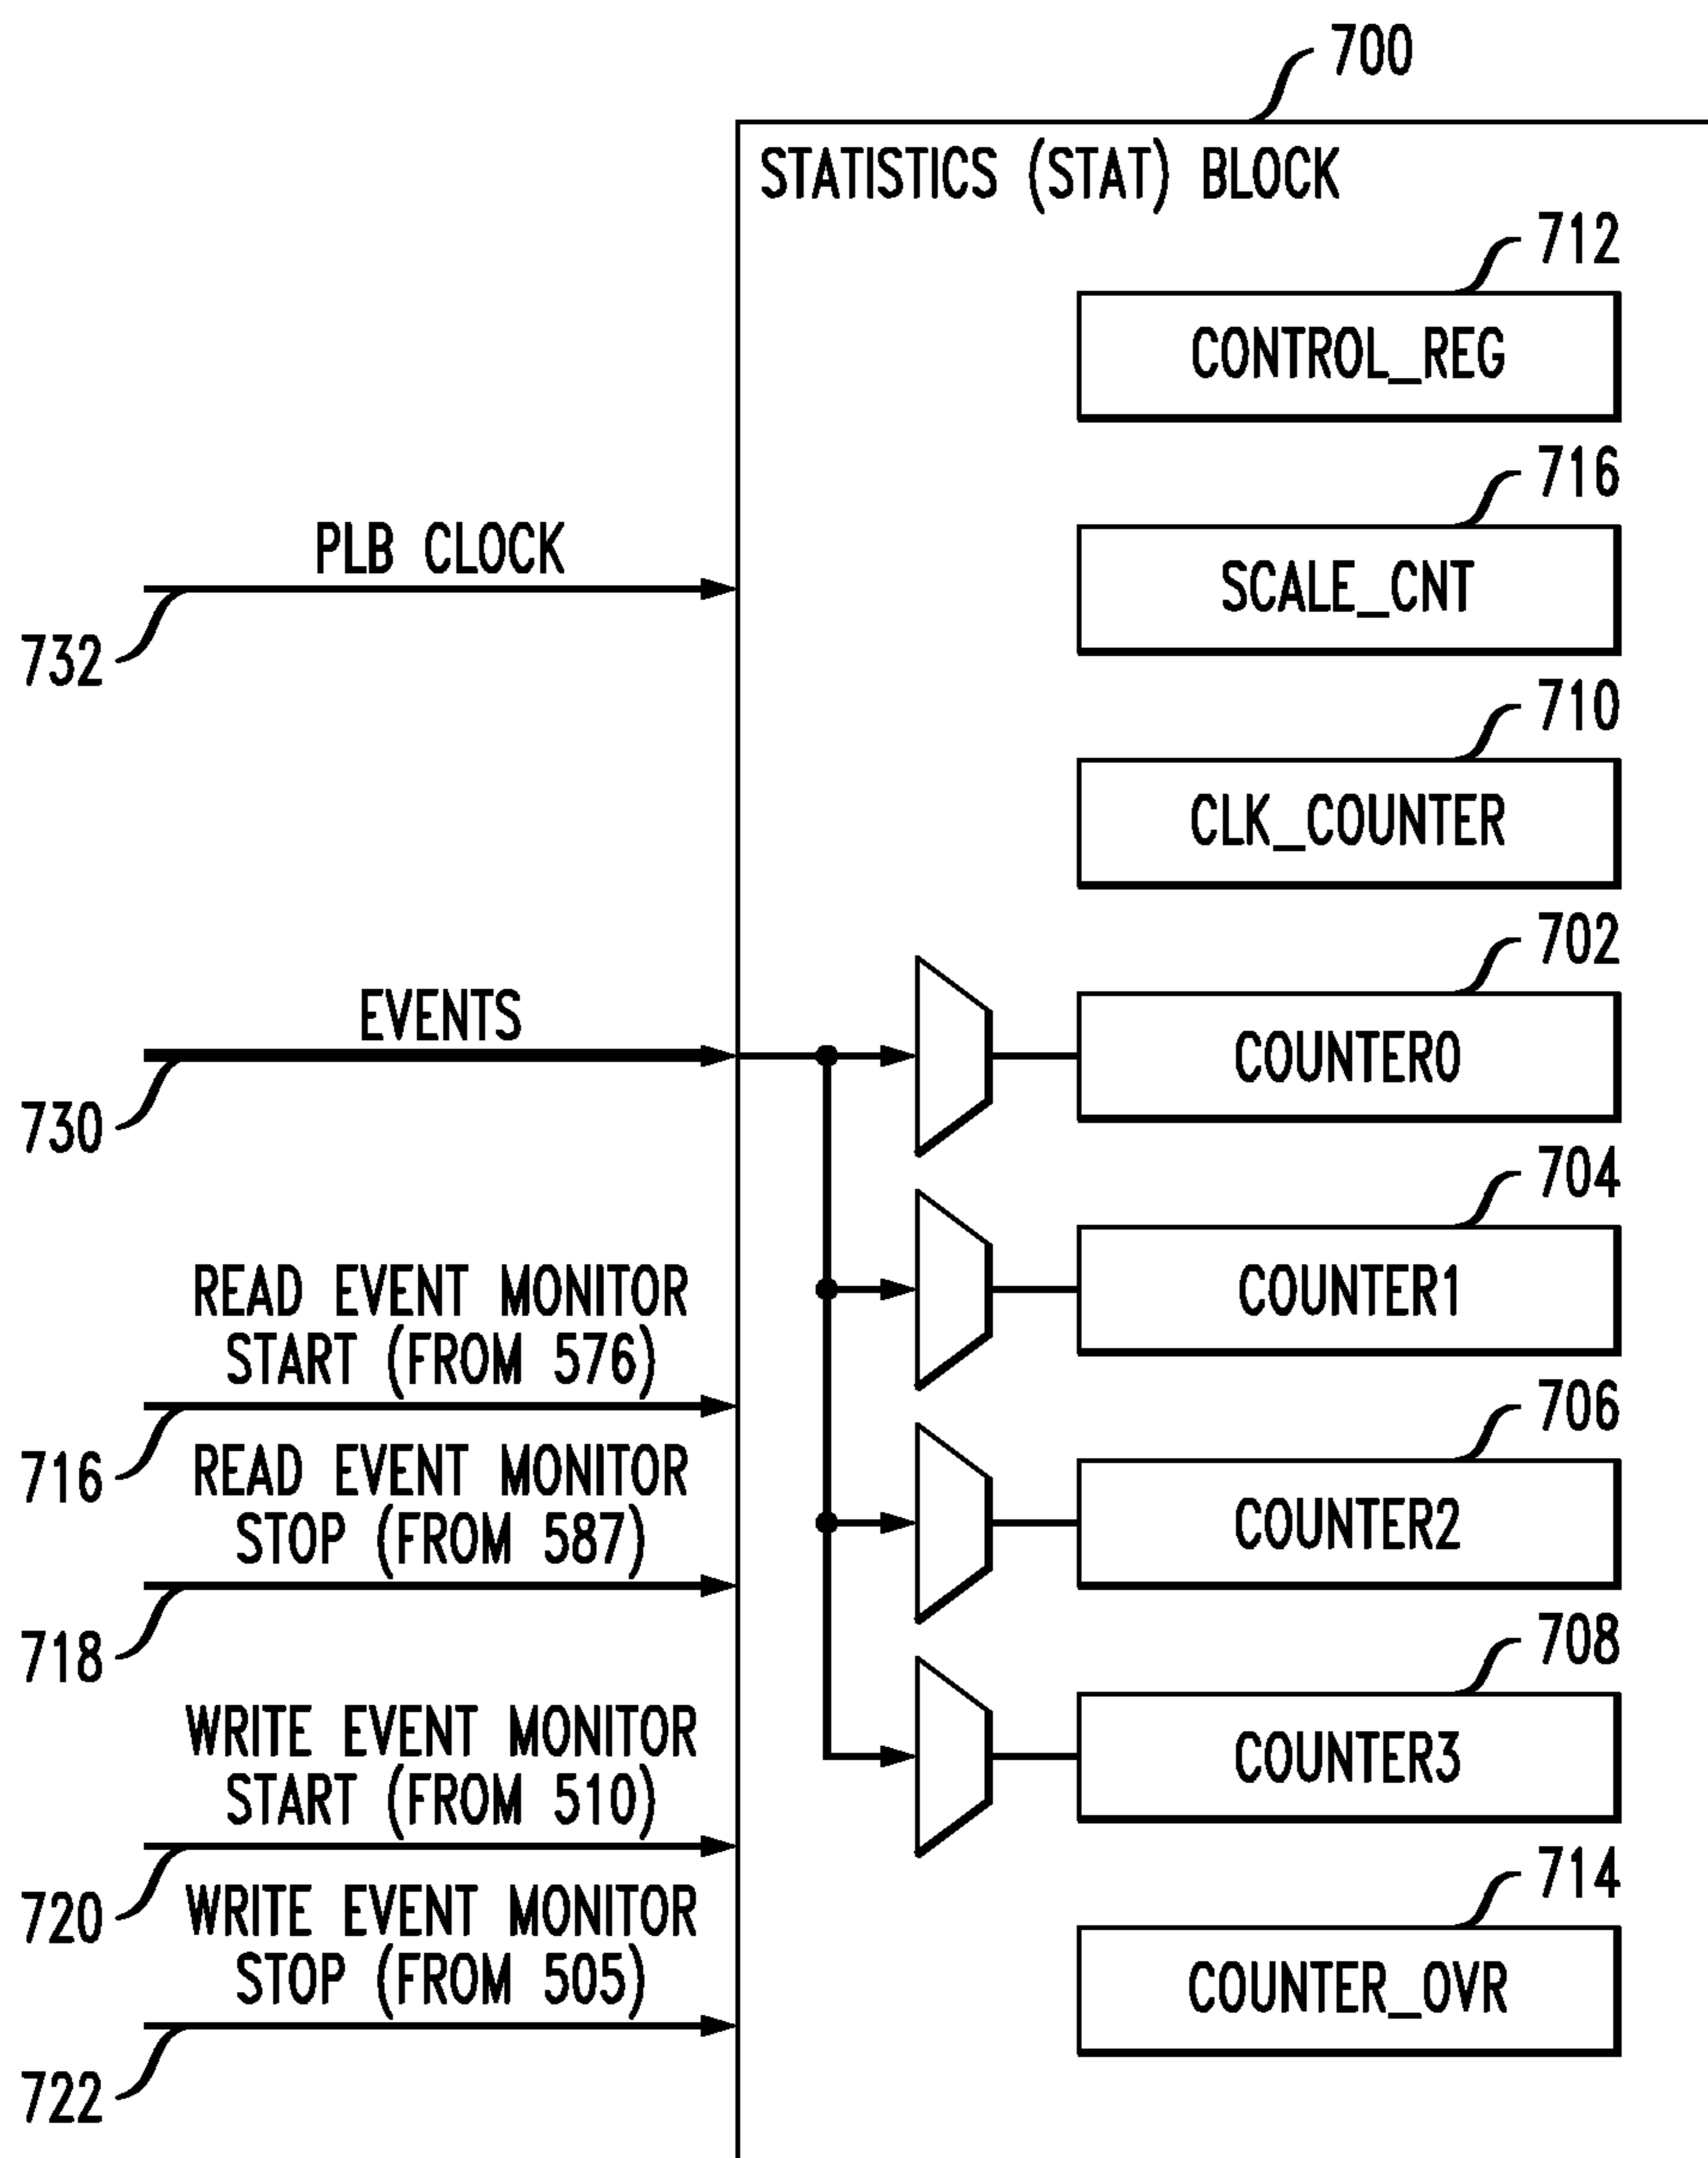 700
STATISTICS (STAT) BLOCK
712
CONTROL_REG
716
SCALE_CNT
PLB CLOCK
732
710
CLK_COUNTER
702
COUNTER0
EVENTS
730
704
COUNTER1
READ EVENT MONITOR
START (FROM 576)
716
706
COUNTER2
READ EVENT MONITOR
STOP (FROM 587)
718
708
COUNTER3
WRITE EVENT MONITOR
START (FROM 510)
720
714
COUNTER_OVR
WRITE EVENT MONITOR
STOP (FROM 505)
722